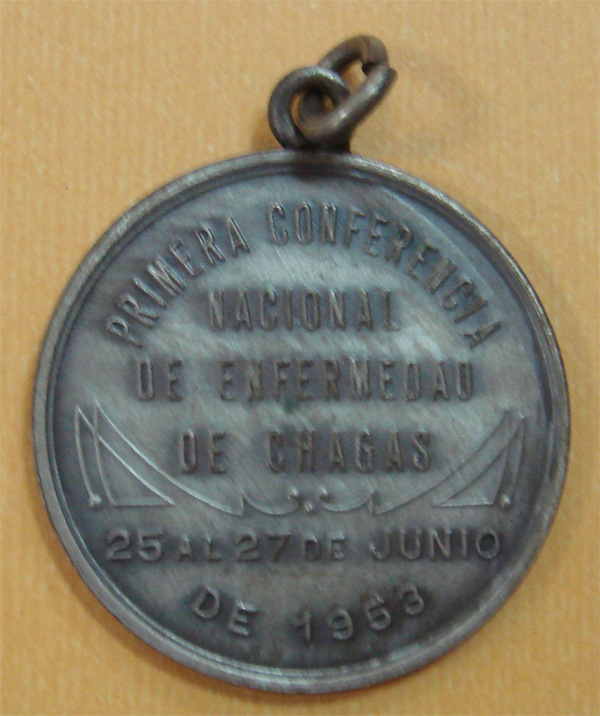 PRIMERA CONFERENCIA
NACIONAL
DE ENFERMEDAD
DE CHAGAS
25 AL 27 DE JUNIO
DE 1953